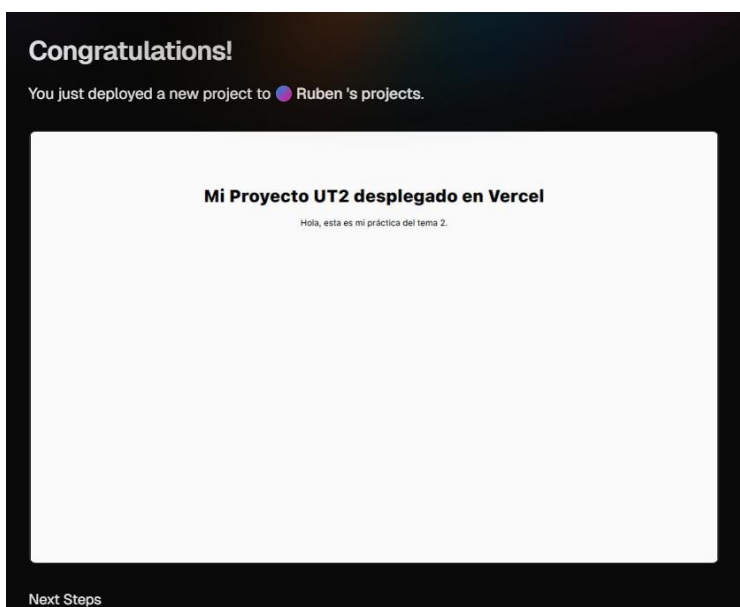 Congratulations!
You just deployed a new project to Ruben 's projects.
Mi Proyecto UT2 desplegado en Vercel
Hola, esta es mi práctica del tema 2.
Next Steps